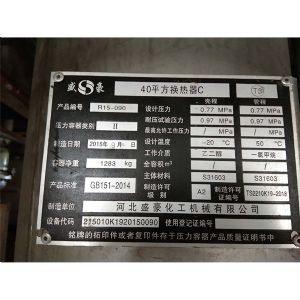 盛 豪 40平方换热器C TS
壳程 管程
产品编号 R15-090 设计压力 0.77 MPa 0.77 MPa
耐压试验压力 0.97 MPa 0.97 MPa
压力容器类别 II 最高允许工作压力 / MPa / MPa
制造日期 2015年9月 日 设计温度 -20 ℃ 50 ℃
介质 乙二醇 一氯甲烷
容器净重 1283 kg 全容积 / m³
主体材料 S31603 S31603
产品标准 GB151-2014 制造许可级别 A2 制造许可证编号 TS2210K19-2018
制造单位 河北盛豪化工机械有限公司
设备代码 215010K1920150090 使用登记证编号
铭牌的拓印件或者复印件存于压力容器产品质量证明书中